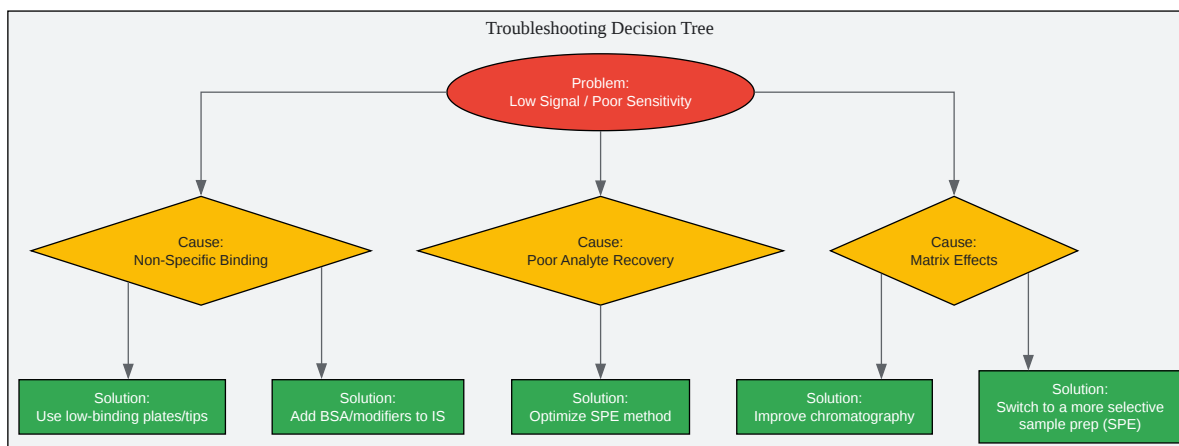 Troubleshooting Decision Tree
Problem:
Low Signal / Poor Sensitivity
Cause:
Non-Specific Binding
Cause:
Poor Analyte Recovery
Cause:
Matrix Effects
Solution:
Use low-binding plates/tips
Solution:
Add BSA/modifiers to IS
Solution:
Optimize SPE method
Solution:
Improve chromatography
Solution:
Switch to a more selective
sample prep (SPE)